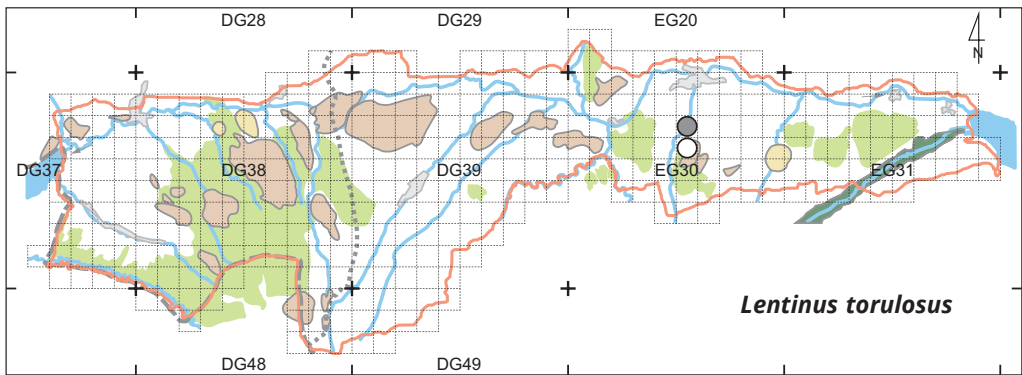 DG28 DG29 EG20
N
DG37 DG38 DG39 EG30 EG31
Lentinus torulosus
DG48 DG49